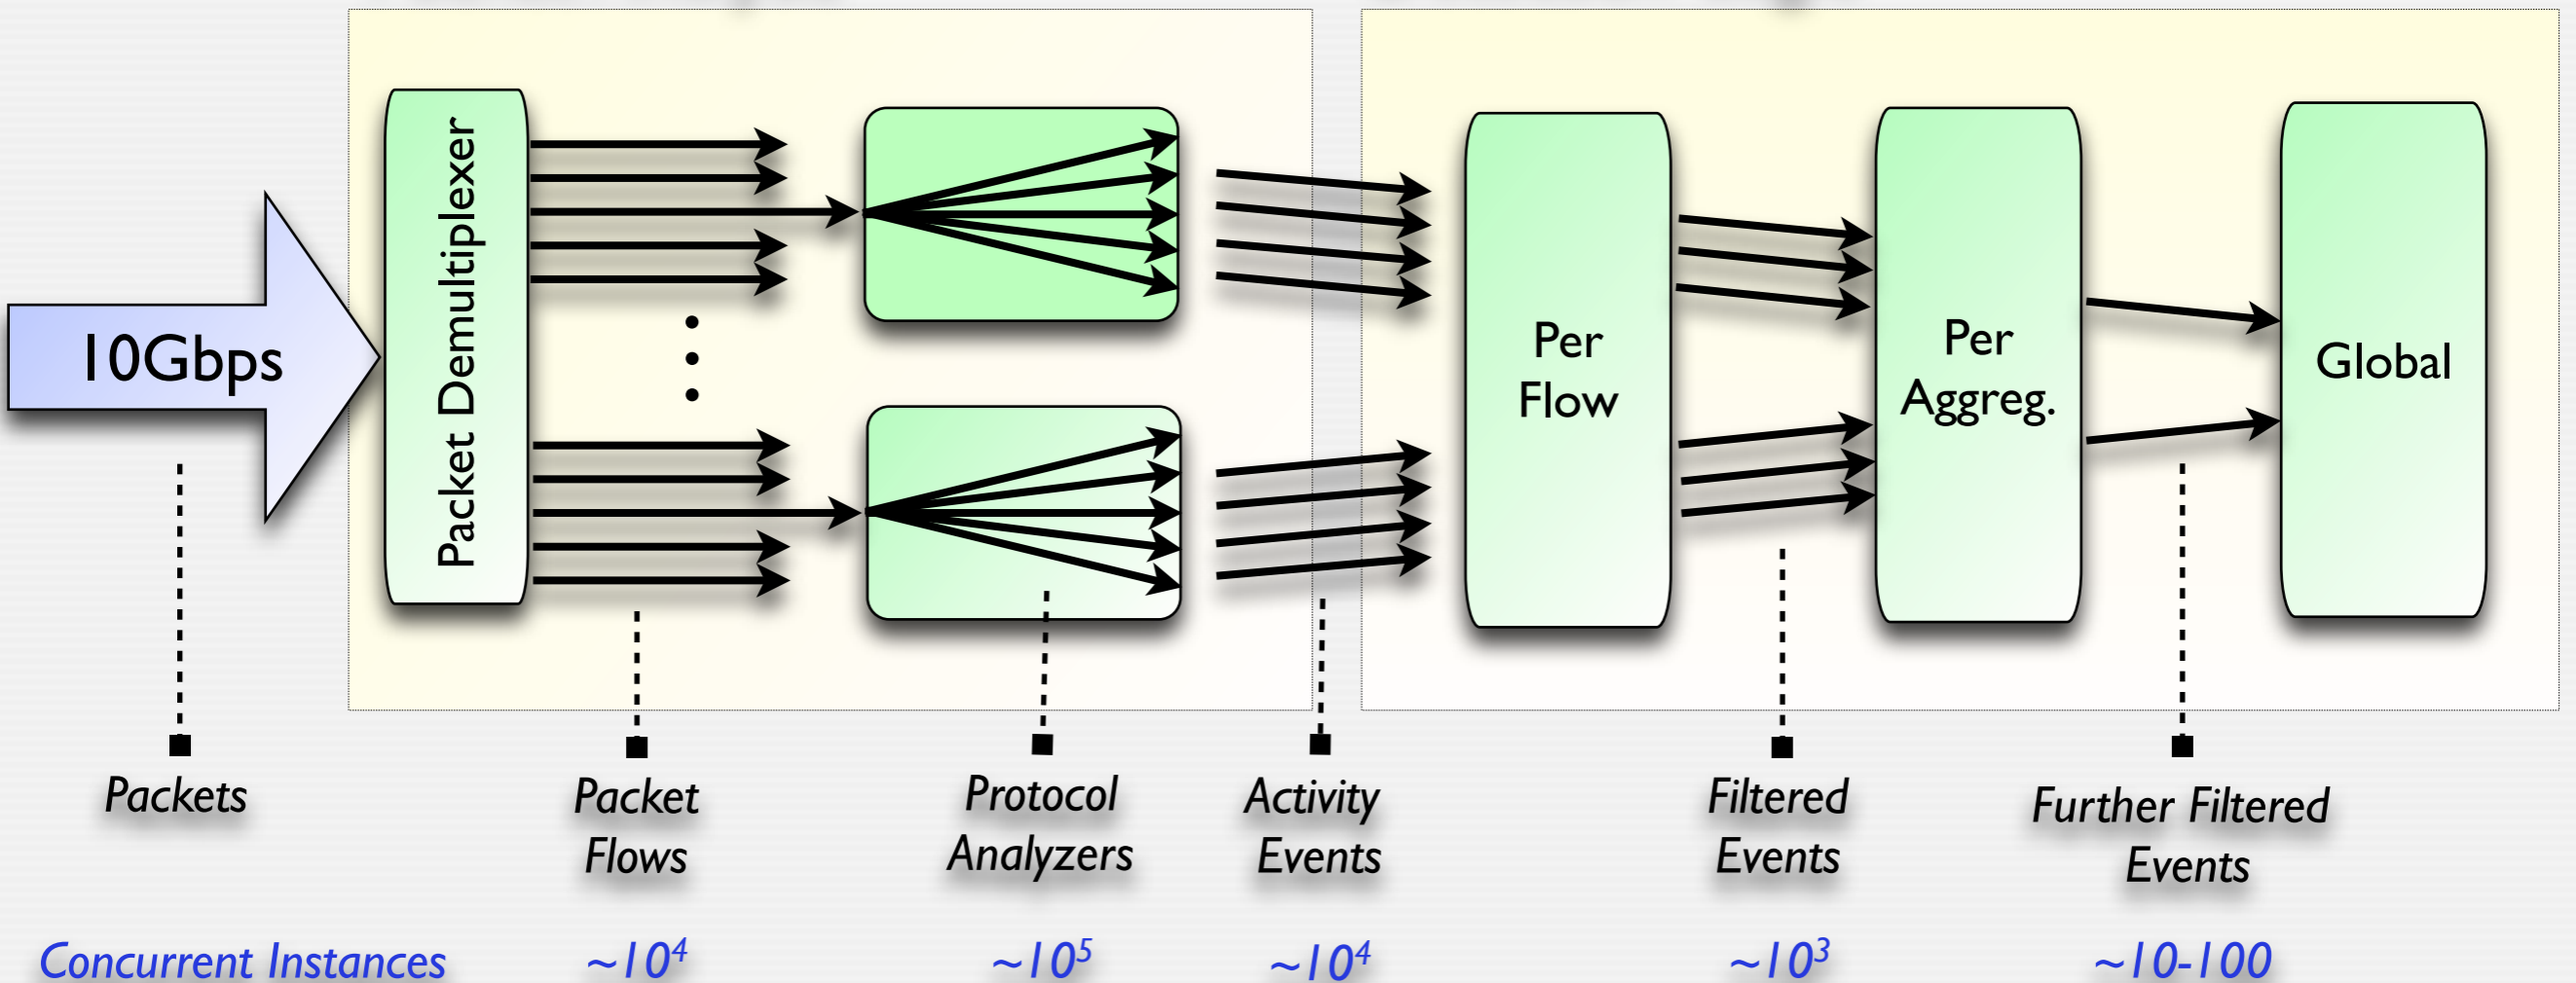 10Gbps
Packet Demultiplexer
Per
Flow
Per
Aggreg.
Global
Packets
Packet
Flows
Protocol
Analyzers
Activity
Events
Filtered
Events
Further Filtered
Events
Concurrent Instances
~10⁴
~10⁵
~10⁴
~10³
~10-100